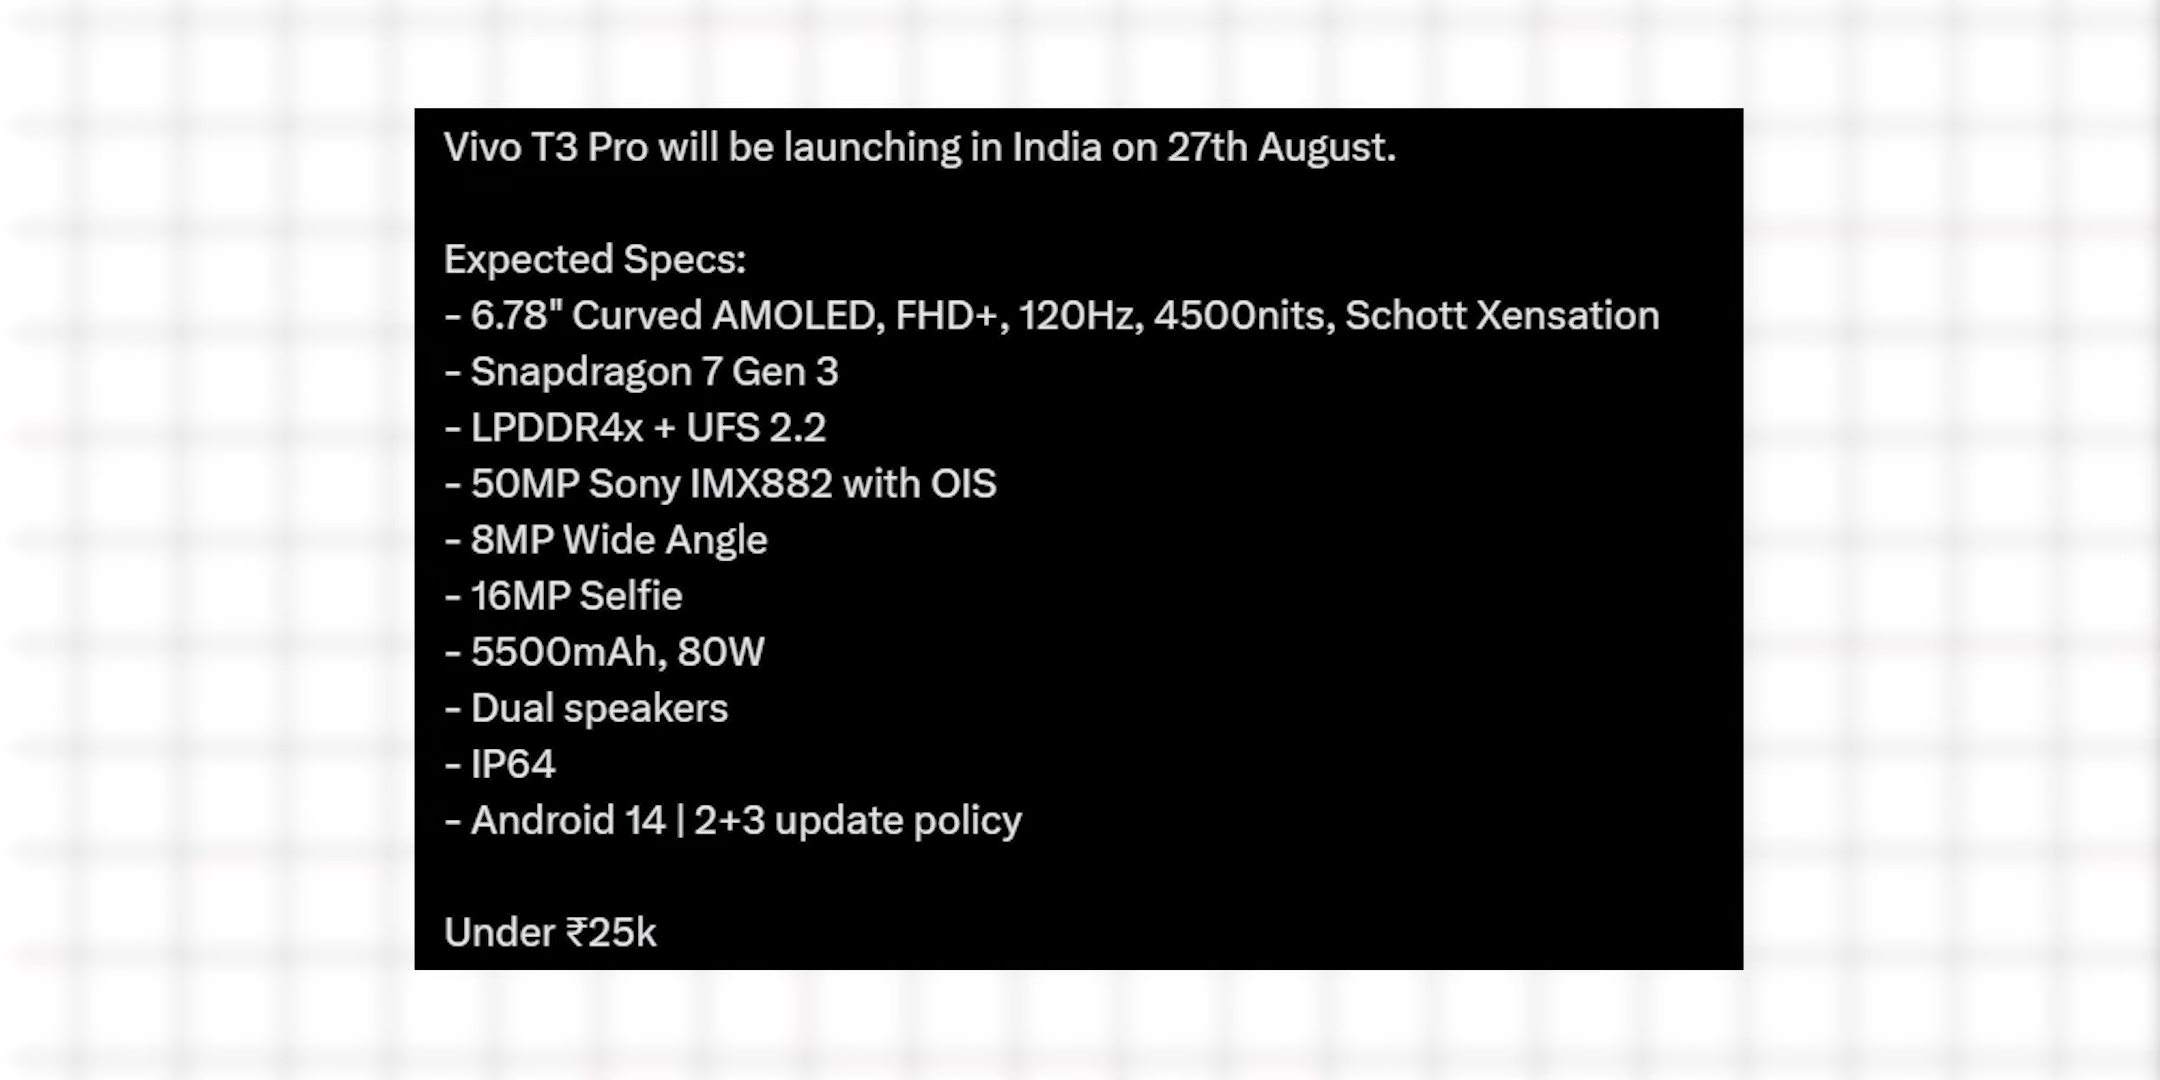 Vivo T3 Pro will be launching in India on 27th August.
Expected Specs:
- 6.78" Curved AMOLED, FHD+, 120Hz, 4500nits, Schott Xensation
- Snapdragon 7 Gen 3
- LPDDR4x + UFS 2.2
- 50MP Sony IMX882 with OIS
- 8MP Wide Angle
- 16MP Selfie
- 5500mAh, 80W
- Dual speakers
- IP64
- Android 14 | 2+3 update policy
Under ₹25k